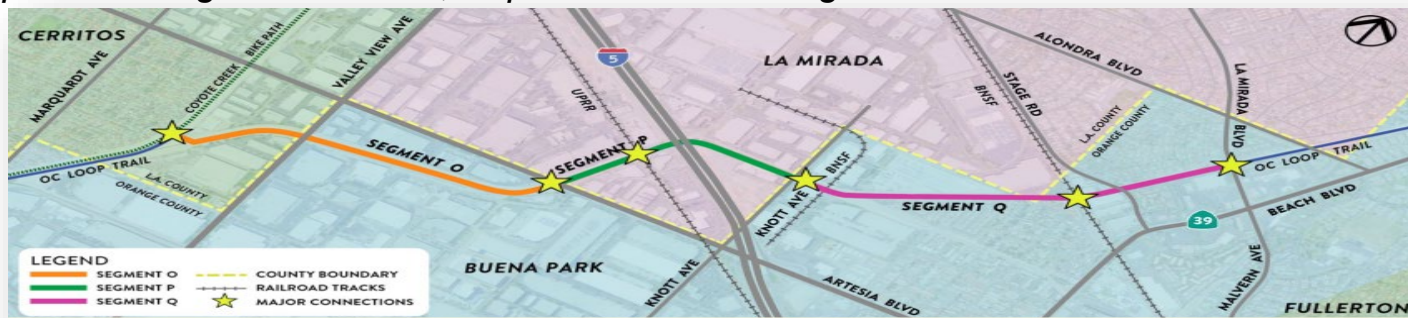 CERRITOS
MARQUARDT AVE
COYOTE CREEK BIKE PATH
VALLEY VIEW AVE
5
UPRR
LA MIRADA
BNSF
STAGE RD
ALONDRA BLVD
LA MIRADA BLVD
L.A. COUNTY
ORANGE COUNTY
OC LOOP TRAIL
L.A. COUNTY
ORANGE COUNTY
SEGMENT O
SEGMENT P
KNOTT AVE
BNSF
SEGMENT Q
OC LOOP TRAIL
39
BEACH BLVD
BUENA PARK
KNOTT AVE
ARTESIA BLVD
MALVERN AVE
FULLERTON
LEGEND
SEGMENT O
SEGMENT P
SEGMENT Q
COUNTY BOUNDARY
RAILROAD TRACKS
MAJOR CONNECTIONS